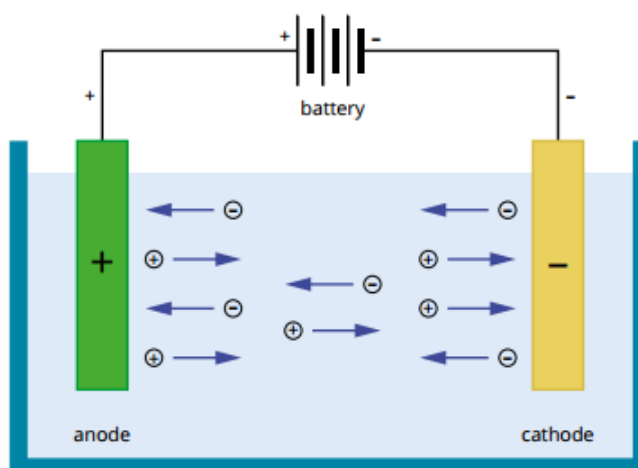 + −
battery
+ −
− −
+ − + +
− − − +
+ +
+ −
anode cathode